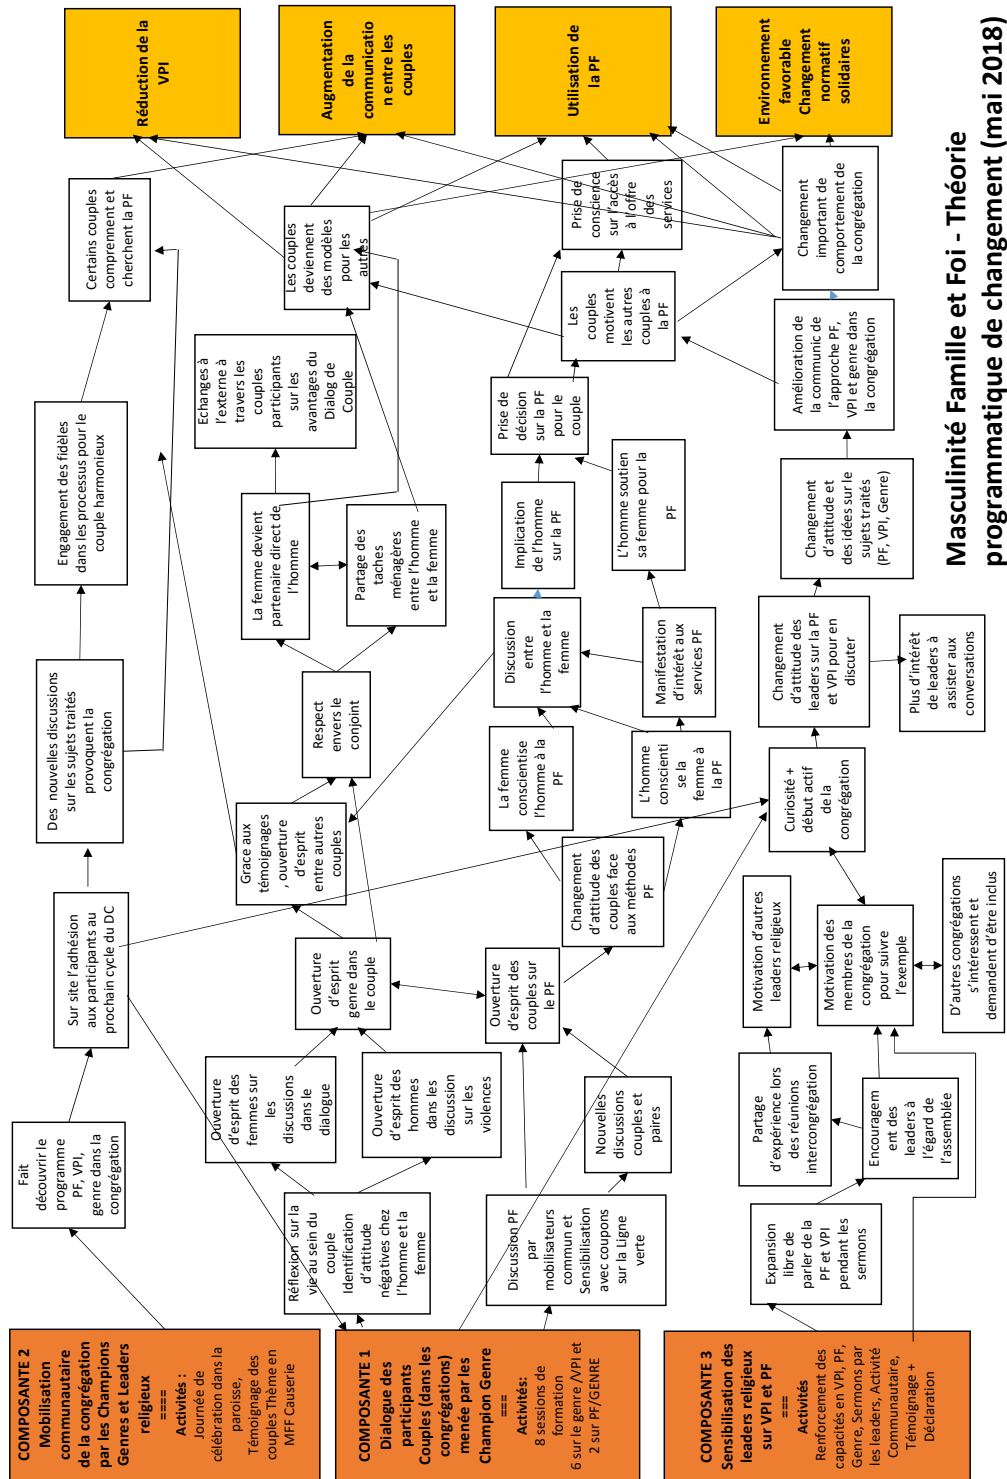 COMPOSANTE 2
Mobilisation
communautaire
de la congrégation
par les Champions
Genres et Leaders
religieux
====
Activités :
Journée de
célébration dans la
paroisse,
Témoignage des
couples Thème en
MFF Causerie
Fait
découvrir le
programme
PF, VPI,
genre dans la
congrégation
Sur site l'adhésion
aux participants au
prochain cycle du DC
Des nouvelles discussions
sur les sujets traités
provoquent la
congrégation
Engagement des fidèles
dans les processus pour le
couple harmonieux
Certains couples
comprennent et
cherchent la PF
Réduction de la
VPI
COMPOSANTE 1
Dialogue des
participants
Couples (dans les
congrégations)
menée par les
Champion Genre
===
Activités:
8 sessions de
formation
6 sur le genre /VPI et
2 sur PF/GENRE
Réflexion sur la
vie au sein du
couple
Identification
d'attitude
négatives chez
l'homme et la
femme
Ouverture
d'esprit des
femmes sur
les
discussions
dans le
dialogue
Ouverture
d'esprit des
hommes
dans les
discussion
sur les
violences
Ouverture
d'esprit
genre dans
le couple
Grace aux
témoignages
, ouverture
d'esprit
entre autres
couples
Respect
envers le
conjoint
La femme devient
partenaire direct de
l'homme
Partage des
taches
ménagères
entre l'homme
et la femme
Echanges à
l'externe à
travers les
couples
participants
sur les
avantages du
Dialog de
Couple
Les couples
deviennent
des modèles
pour les
autres
Augmentation
de la
communicatio
n entre les
couples
Discussion PF
par
mobilisateurs
commun et
Sensibilisation
avec coupons
sur la Ligne
verte
Nouvelles
discussions
couples et
paires
Ouverture
d'esprit des
couples sur
le PF
Changement
d'attitude des
couples face
aux méthodes
PF
La femme
conscientise
l'homme à la
PF
L'homme
conscienti
se la
femme à
la PF
Discussion
entre
l'homme et la
femme
Manifestation
d'intérêt aux
services PF
Implication
de l'homme
sur la PF
L'homme soutien
sa femme pour la
PF
Prise de
décision
sur la PF
pour le
couple
Les
couples
motivent
les autres
couples à
la PF
Prise de
conscience
sur l'accès
à l'offre
des
services
Utilisation de
la PF
COMPOSANTE 3
Sensibilisation des
leaders religieux
sur VPI et PF
===
Activités
Renforcement des
capacités en VPI, PF,
Genre, Sermons par
les leaders, Activité
Communautaire,
Témoignage +
Déclaration
Expansion
libre de
parler de la
PF et VPI
pendant les
sermons
Partage
d'expérience lors
des réunions
intercongrégation
Encouragem
ent des
leaders à
l'égard de
l'assemblée
Motivation d'autres
leaders religieux
Motivation des
membres de la
congrégation
pour suivre
l'exemple
D'autres congrégations
s'intéressent et
demandent d'être inclus
Curiosité +
début actif
de la
congrégation
Changement
d'attitude des
leaders sur la PF
et VPI pour en
discuter
Plus d'intérêt
de leaders à
assister aux
conversations
Changement
d'attitude et
des idées sur le
sujets traités
(PF, VPI, Genre)
Amélioration de
la communic de
l'approche PF,
VPI et genre dans
la congrégation
Changement
important de
comportement de
la congrégation
Environnement
favorable
Changement
normatif
solidaires
Masculinité Famille et Foi - Théorie
programmatique de changement (mai 2018)